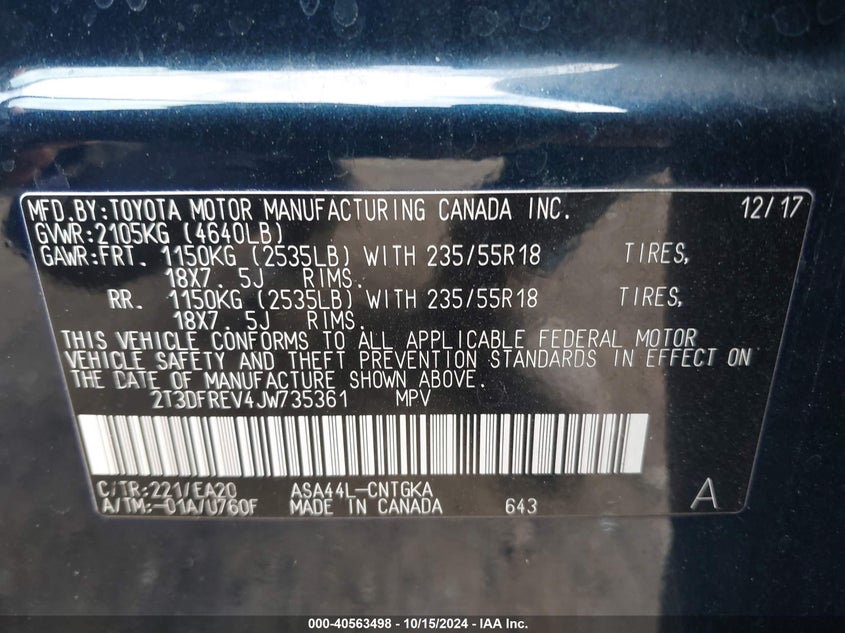 MFD.BY:TOYOTA MOTOR MANUFACTURING CANADA INC. 12/17
GVWR:2105KG (4640LB)
GAWR:FRT. 1150KG (2535LB) WITH 235/55R18 TIRES,
18X7. 5J RIMS.
RR. 1150KG (2535LB) WITH 235/55R18 TIRES,
18X7. 5J RIMS.
THIS VEHICLE CONFORMS TO ALL APPLICABLE FEDERAL MOTOR
VEHICLE SAFETY AND THEFT PREVENTION STANDARDS IN EFFECT ON
THE DATE OF MANUFACTURE SHOWN ABOVE.
2T3DFREV4JW735361 MPV
C/TR:221/EA20 ASA44L-CNTGKA
A/TM:-01A/U760F MADE IN CANADA 643 A
000-40563498 - 10/15/2024 - IAA Inc.